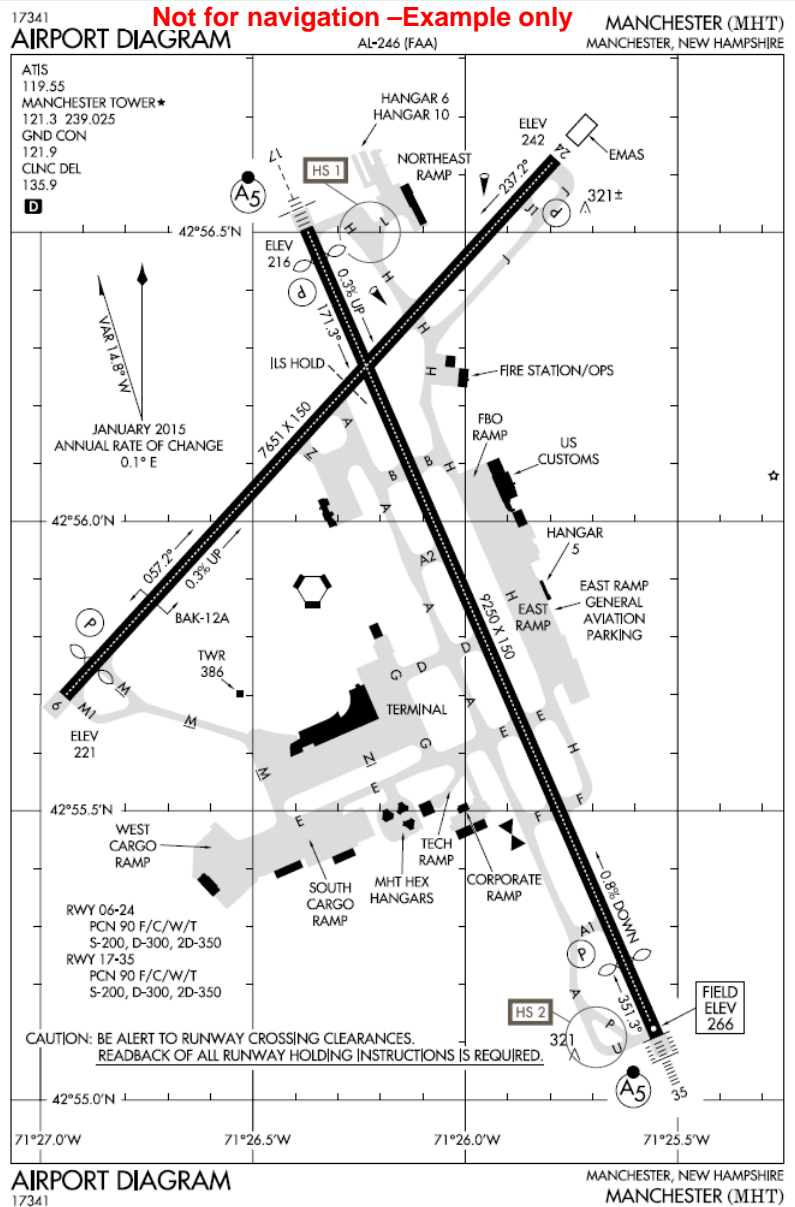 Not for navigation –Example only
17341
AIRPORT DIAGRAM
AL-246 (FAA)
MANCHESTER (MHT)
MANCHESTER, NEW HAMPSHIRE
ATIS
119.55
MANCHESTER TOWER★
121.3 239.025
GND CON
121.9
CLNC DEL
135.9
D
HANGAR 6
HANGAR 10
ELEV
242
EMAS
24
17
HS 1
NORTHEAST
RAMP
A5
237.2°
321±
P
J
J
J
L
H
H
H
H
42°56.5'N
ELEV
216
P
0.3% UP
171.3°
VAR 14.8° W
ILS HOLD
FIRE STATION/OPS
JANUARY 2015
ANNUAL RATE OF CHANGE
0.1° E
7651 X 150
FBO
RAMP
US
CUSTOMS
A
Z
B
B
H
A
42°56.0'N
HANGAR
5
057.2°
0.3% UP
A2
BAK-12A
9250 X 150
H
A
EAST
RAMP
EAST RAMP
GENERAL
AVIATION
PARKING
P
TWR
386
D
D
G
M
M1
6
M
TERMINAL
A
E
E
ELEV
221
G
H
M
N
E
42°55.5'N
E
F
F
WEST
CARGO
RAMP
TECH
RAMP
SOUTH
CARGO
RAMP
MHT HEX
HANGARS
CORPORATE
RAMP
0.8% DOWN
RWY 06-24
PCN 90 F/C/W/T
S-200, D-300, 2D-350
RWY 17-35
PCN 90 F/C/W/T
S-200, D-300, 2D-350
A1
P
A
351.3°
FIELD
ELEV
266
HS 2
P
U
321
CAUTION: BE ALERT TO RUNWAY CROSSING CLEARANCES.
READBACK OF ALL RUNWAY HOLDING INSTRUCTIONS IS REQUIRED.
A5
35
42°55.0'N
71°27.0'W
71°26.5'W
71°26.0'W
71°25.5'W
AIRPORT DIAGRAM
17341
MANCHESTER, NEW HAMPSHIRE
MANCHESTER (MHT)